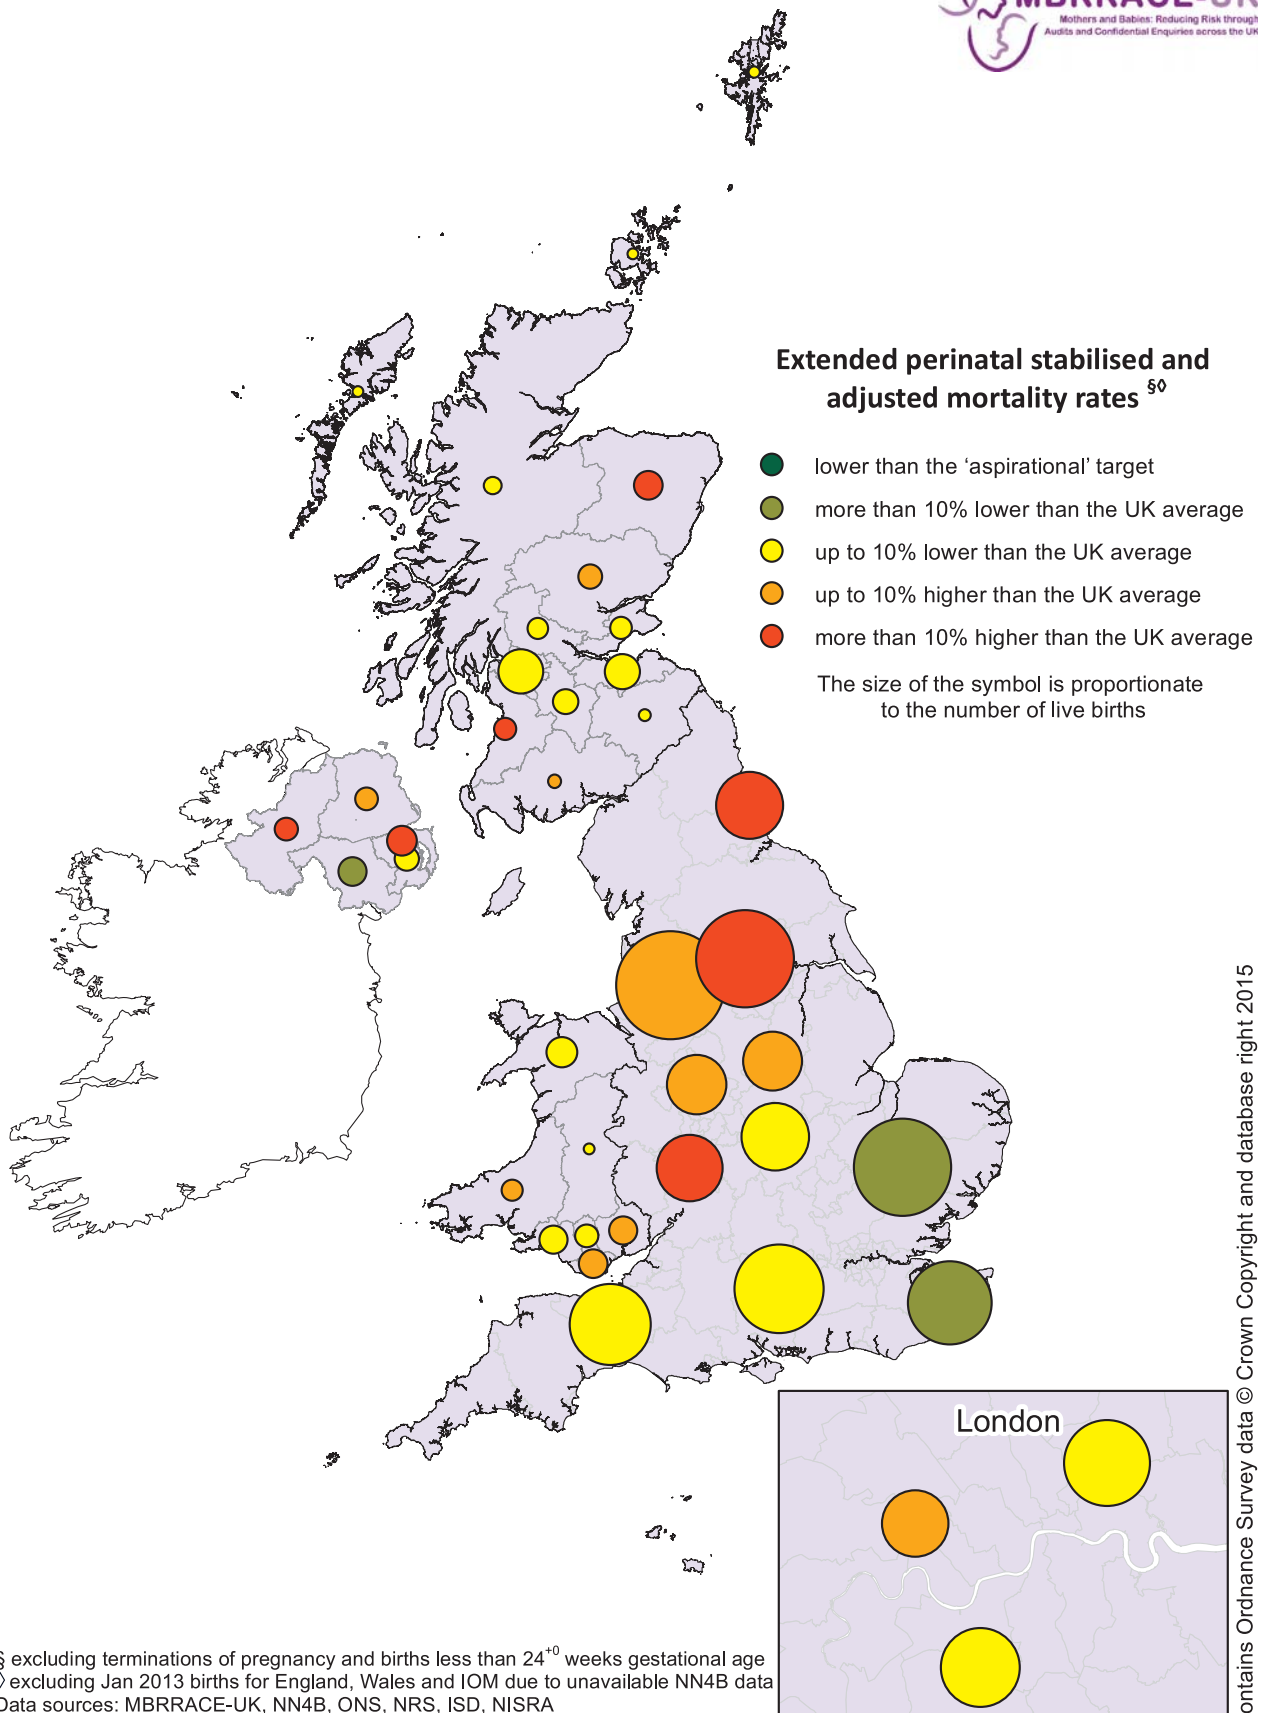 MBRRACE-UK
Mothers and Babies: Reducing Risk through
Audits and Confidential Enquiries across the UK
Extended perinatal stabilised and
adjusted mortality rates §◊
lower than the ‘aspirational’ target
more than 10% lower than the UK average
up to 10% lower than the UK average
up to 10% higher than the UK average
more than 10% higher than the UK average
The size of the symbol is proportionate
to the number of live births
London
§ excluding terminations of pregnancy and births less than 24+0 weeks gestational age
◊ excluding Jan 2013 births for England, Wales and IOM due to unavailable NN4B data
Data sources: MBRRACE-UK, NN4B, ONS, NRS, ISD, NISRA
ontains Ordnance Survey data © Crown Copyright and database right 2015